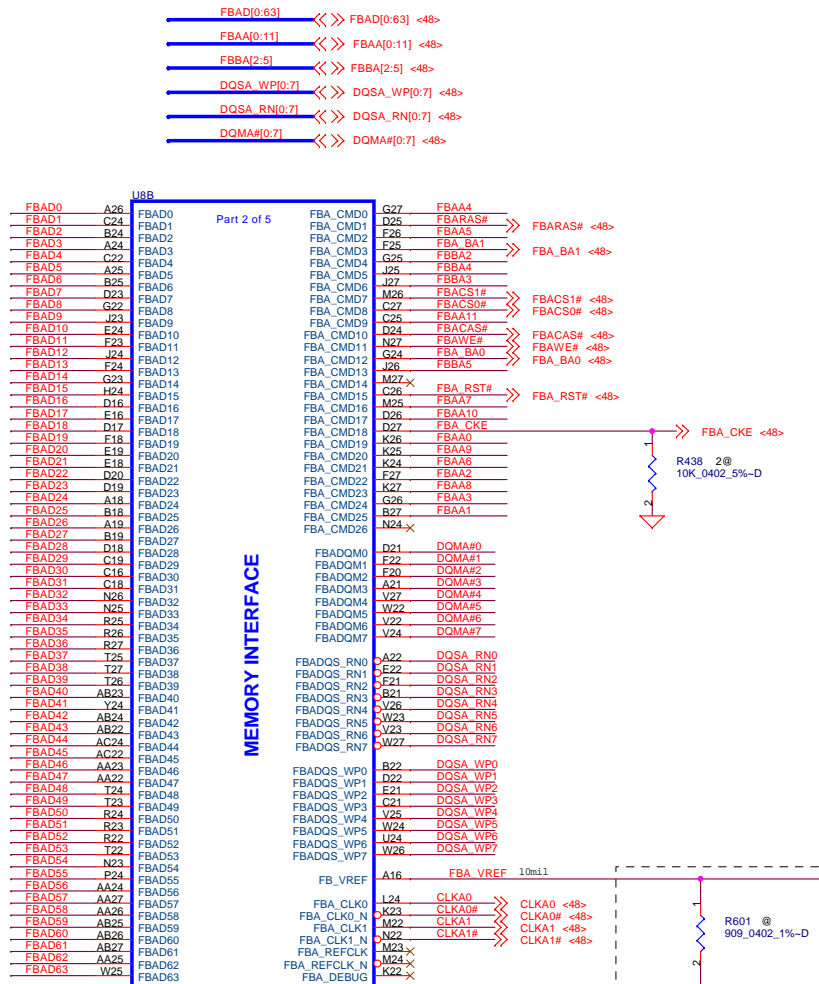 FBAD[0:63] FBAD[0:63] <48>
FBAA[0:11] FBAA[0:11] <48>
FBBA[2:5] FBBA[2:5] <48>
DQSA_WP[0:7] DQSA_WP[0:7] <48>
DQSA_RN[0:7] DQSA_RN[0:7] <48>
DQMA#[0:7] DQMA#[0:7] <48>
U8B
Part 2 of 5
FBAD0 A26 FBAD0 FBA_CMD0 G27 FBAA4
FBAD1 C24 FBAD1 FBA_CMD1 D25 FBARAS# FBARAS# <48>
FBAD2 B24 FBAD2 FBA_CMD2 F26 FBAA5
FBAD3 A24 FBAD3 FBA_CMD3 F25 FBA_BA1 FBA_BA1 <48>
FBAD4 C22 FBAD4 FBA_CMD4 G25 FBBA2
FBAD5 A25 FBAD5 FBA_CMD5 J25 FBBA4
FBAD6 B25 FBAD6 FBA_CMD6 J27 FBBA3
FBAD7 D23 FBAD7 FBA_CMD7 M26 FBACS1# FBACS1# <48>
FBAD8 G22 FBAD8 FBA_CMD8 C27 FBACS0# FBACS0# <48>
FBAD9 J23 FBAD9 FBA_CMD9 C25 FBAA11
FBAD10 E24 FBAD10 FBA_CMD10 D24 FBACAS# FBACAS# <48>
FBAD11 F23 FBAD11 FBA_CMD11 N27 FBAWE# FBAWE# <48>
FBAD12 J24 FBAD12 FBA_CMD12 G24 FBA_BA0 FBA_BA0 <48>
FBAD13 F24 FBAD13 FBA_CMD13 J26 FBBA5
FBAD14 G23 FBAD14 FBA_CMD14 M27
FBAD15 H24 FBAD15 FBA_CMD15 C26 FBA_RST# FBA_RST# <48>
FBAD16 D16 FBAD16 FBA_CMD16 M25 FBAA7
FBAD17 E16 FBAD17 FBA_CMD17 D26 FBAA10
FBAD18 D17 FBAD18 FBA_CMD18 D27 FBA_CKE FBA_CKE <48>
FBAD19 F18 FBAD19 FBA_CMD19 K26 FBAA0
FBAD20 E19 FBAD20 FBA_CMD20 K25 FBAA9
FBAD21 E18 FBAD21 FBA_CMD21 K24 FBAA6
FBAD22 D20 FBAD22 FBA_CMD22 F27 FBAA2
FBAD23 D19 FBAD23 FBA_CMD23 K27 FBAA8
FBAD24 A18 FBAD24 FBA_CMD24 G26 FBAA3
FBAD25 B18 FBAD25 FBA_CMD25 B27 FBAA1
FBAD26 A19 FBAD26 FBA_CMD26 N24
1
R438 2@
10K_0402_5%~D
2
FBAD27 B19 FBAD27
FBAD28 D18 FBAD28 FBADQM0 D21 DQMA#0
FBAD29 C19 FBAD29 FBADQM1 F22 DQMA#1
FBAD30 C16 FBAD30 FBADQM2 F20 DQMA#2
FBAD31 C18 FBAD31 FBADQM3 A21 DQMA#3
FBAD32 N26 FBAD32 FBADQM4 V27 DQMA#4
FBAD33 N25 FBAD33 FBADQM5 W22 DQMA#5
FBAD34 R25 FBAD34 FBADQM6 V22 DQMA#6
FBAD35 R26 FBAD35 FBADQM7 V24 DQMA#7
FBAD36 R27 FBAD36
MEMORY INTERFACE
FBAD37 T25 FBAD37 FBADQS_RN0 A22 DQSA_RN0
FBAD38 T27 FBAD38 FBADQS_RN1 E22 DQSA_RN1
FBAD39 T26 FBAD39 FBADQS_RN2 F21 DQSA_RN2
FBAD40 AB23 FBAD40 FBADQS_RN3 B21 DQSA_RN3
FBAD41 Y24 FBAD41 FBADQS_RN4 V26 DQSA_RN4
FBAD42 AB24 FBAD42 FBADQS_RN5 W23 DQSA_RN5
FBAD43 AB22 FBAD43 FBADQS_RN6 V23 DQSA_RN6
FBAD44 AC24 FBAD44 FBADQS_RN7 W27 DQSA_RN7
FBAD45 AC22 FBAD45
FBAD46 AA23 FBAD46 FBADQS_WP0 B22 DQSA_WP0
FBAD47 AA22 FBAD47 FBADQS_WP1 D22 DQSA_WP1
FBAD48 T24 FBAD48 FBADQS_WP2 E21 DQSA_WP2
FBAD49 T23 FBAD49 FBADQS_WP3 C21 DQSA_WP3
FBAD50 R24 FBAD50 FBADQS_WP4 V25 DQSA_WP4
FBAD51 R23 FBAD51 FBADQS_WP5 W24 DQSA_WP5
FBAD52 R22 FBAD52 FBADQS_WP6 U24 DQSA_WP6
FBAD53 T22 FBAD53 FBADQS_WP7 W26 DQSA_WP7
FBAD54 N23 FBAD54
FBAD55 P24 FBAD55 FB_VREF A16 FBA_VREF 10mil
FBAD56 AA24 FBAD56
FBAD57 AA27 FBAD57 FBA_CLK0 L24 CLKA0 CLKA0 <48>
FBAD58 AA26 FBAD58 FBA_CLK0_N K23 CLKA0# CLKA0# <48>
FBAD59 AB25 FBAD59 FBA_CLK1 M22 CLKA1 CLKA1 <48>
FBAD60 AB26 FBAD60 FBA_CLK1_N N22 CLKA1# CLKA1# <48>
FBAD61 AB27 FBAD61 FBA_REFCLK M23
FBAD62 AA25 FBAD62 FBA_REFCLK_N M24
FBAD63 W25 FBAD63 FBA_DEBUG K22
1
R601 @
909_0402_1%~D
2